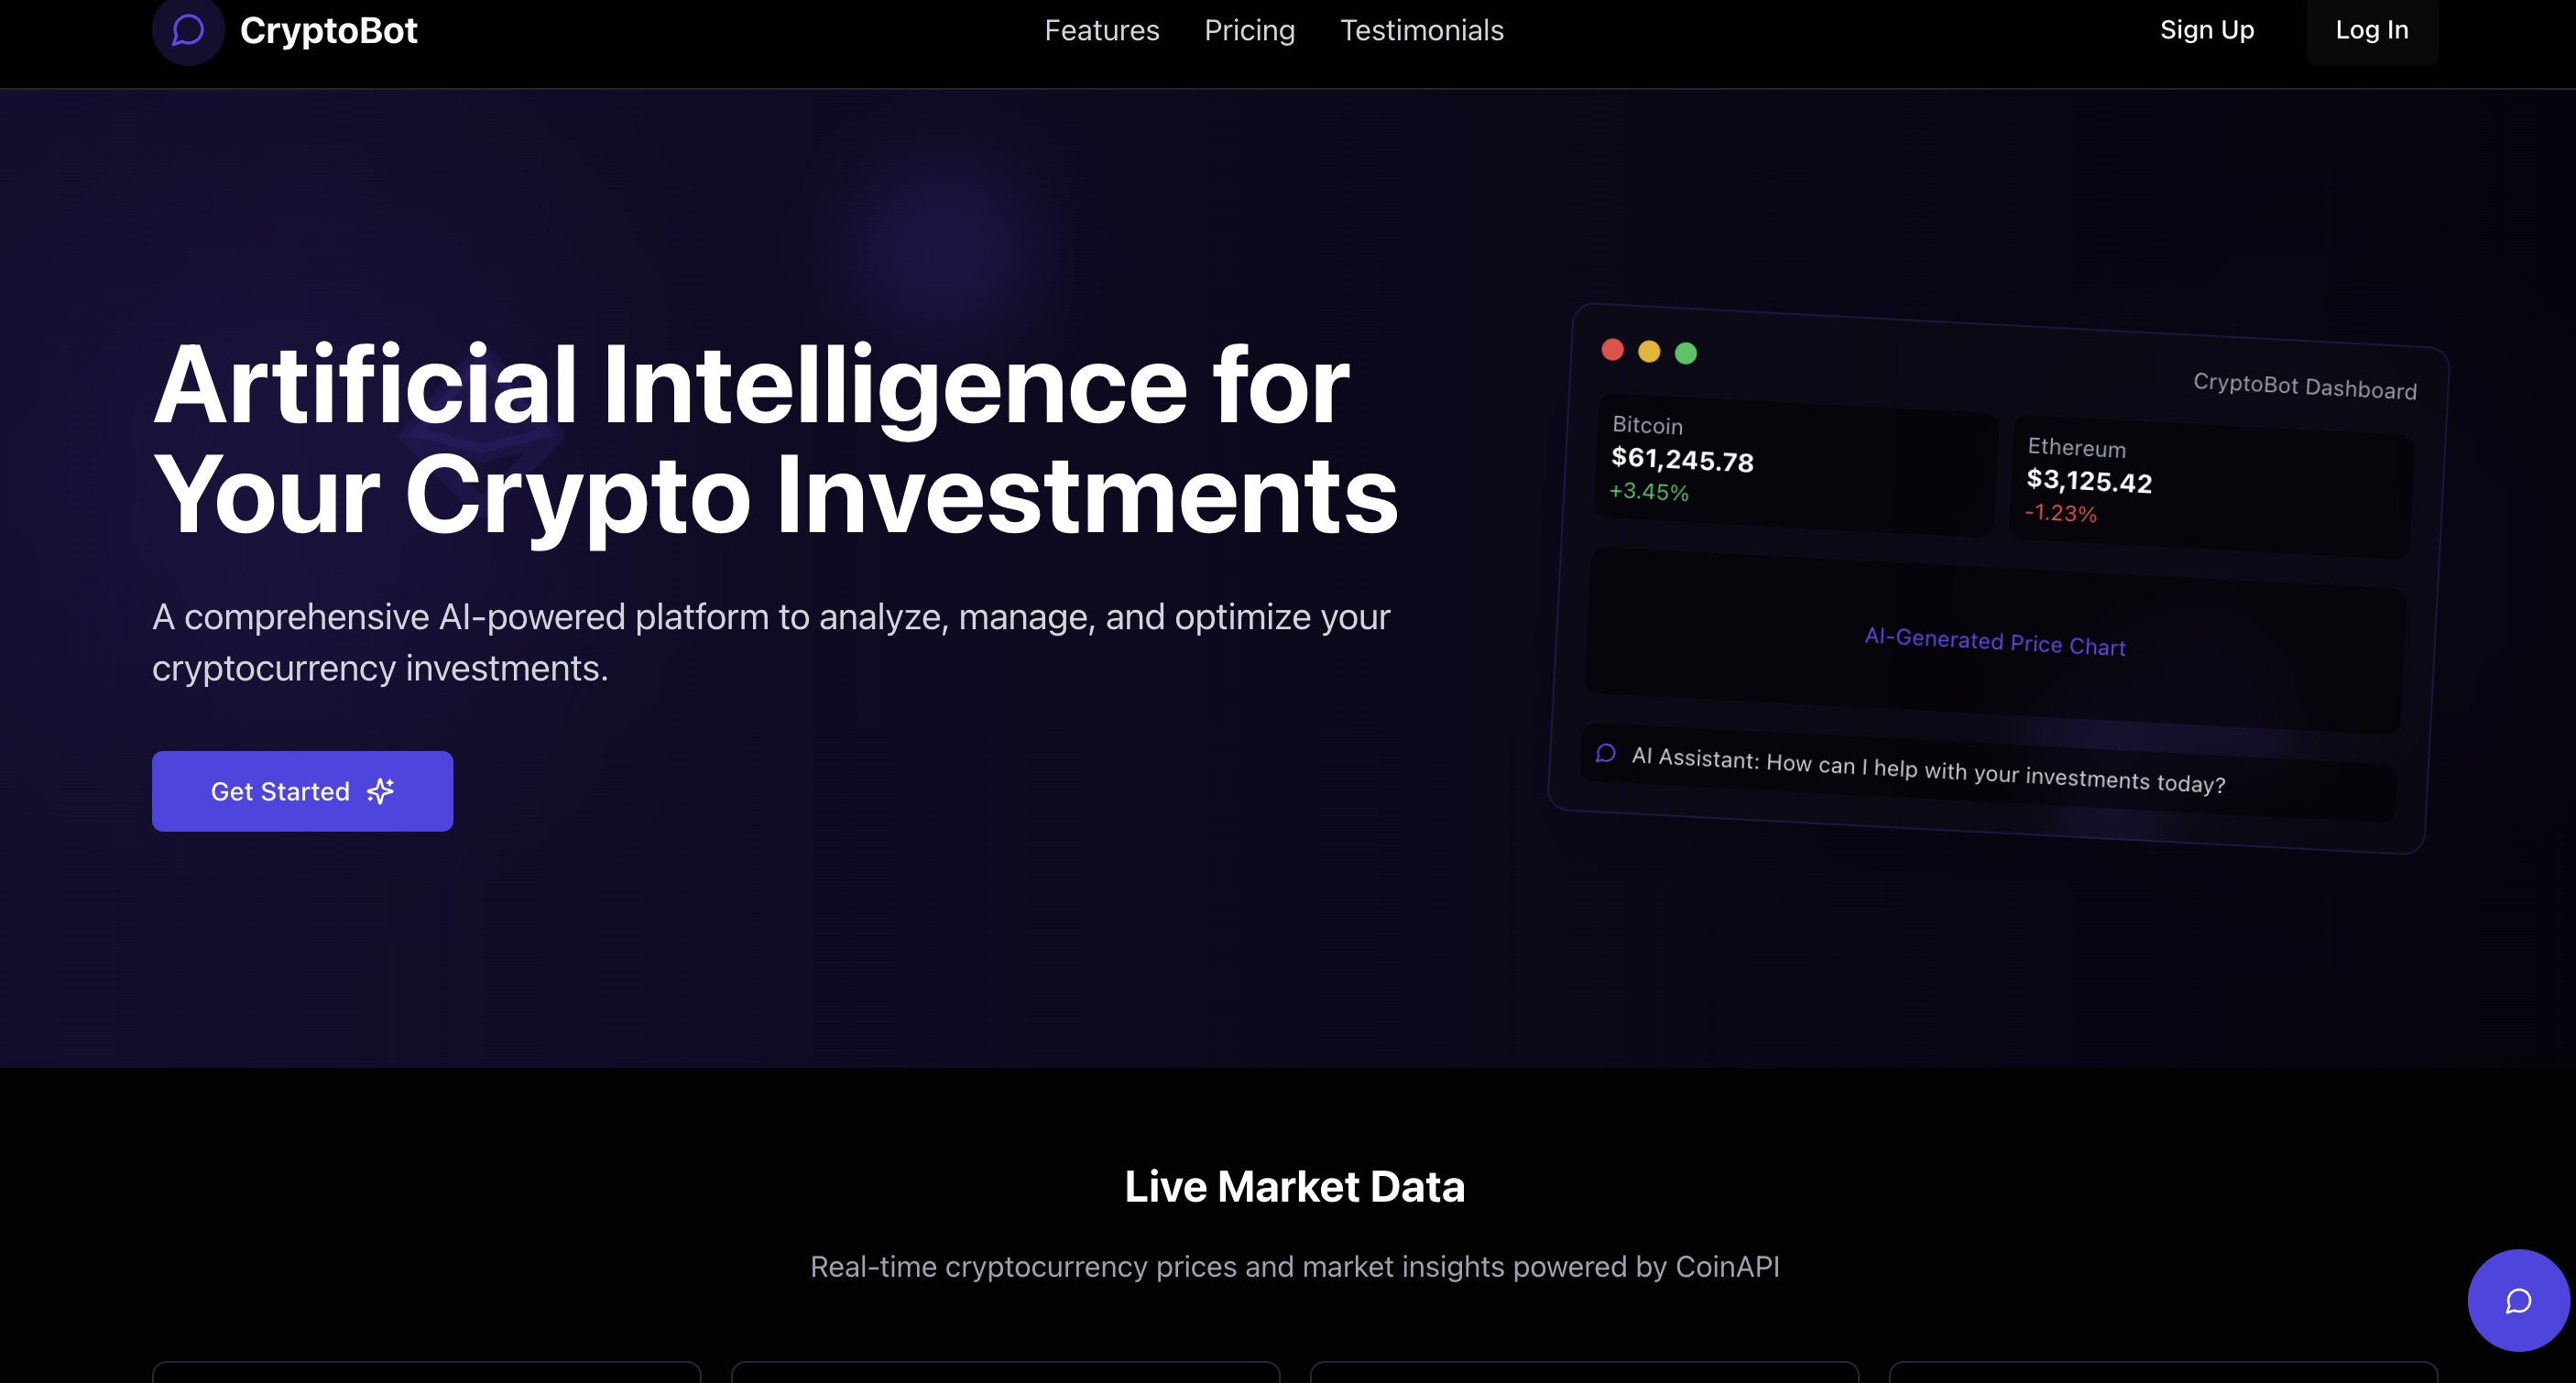 CryptoBot
Features
Pricing
Testimonials
Sign Up
Log In
Artificial Intelligence for
Your Crypto Investments
A comprehensive AI-powered platform to analyze, manage, and optimize your
cryptocurrency investments.
Get Started
CryptoBot Dashboard
Bitcoin
$61,245.78
+3.45%
Ethereum
$3,125.42
-1.23%
AI-Generated Price Chart
AI Assistant: How can I help with your investments today?
Live Market Data
Real-time cryptocurrency prices and market insights powered by CoinAPI